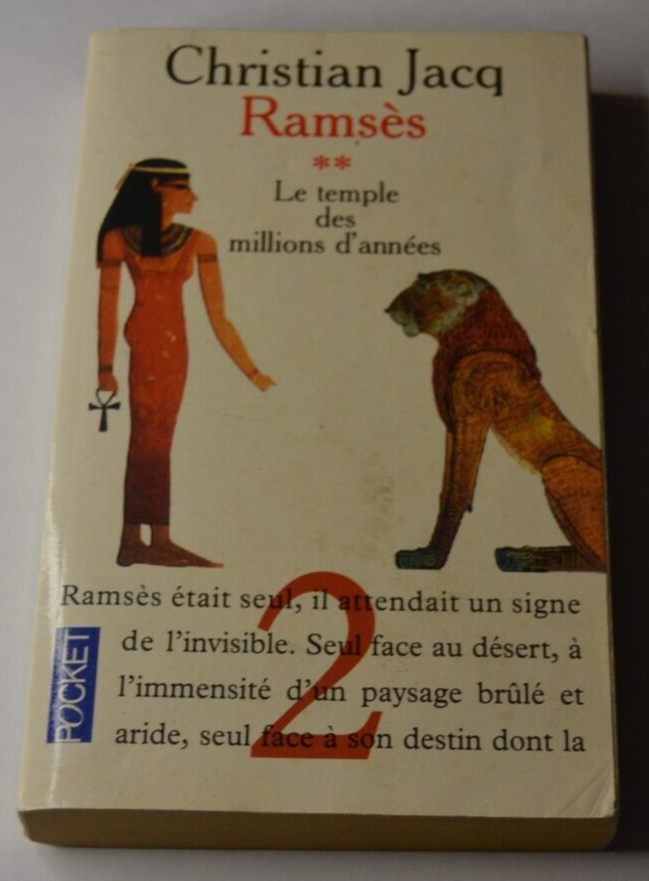 Christian Jacq
Ramsès
**
Le temple
des
millions d'années
Ramsès était seul, il attendait un signe
de l'invisible. Seul face au désert, à
l'immensité d'un paysage brûlé et
aride, seul face à son destin dont la
2
POCKET